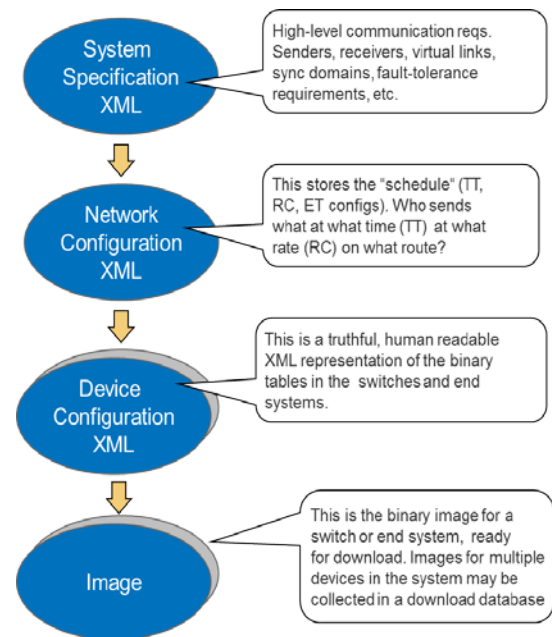 System
Specification
XML
High-level communication reqs.
Senders, receivers, virtual links,
sync domains, fault-tolerance
requirements, etc.
Network
Configuration
XML
This stores the "schedule" (TT,
RC, ET configs). Who sends
what at what time (TT) at what
rate (RC) on what route?
Device
Configuration
XML
This is a truthful, human readable
XML representation of the binary
tables in the switches and end
systems.
Image
This is the binary image for a
switch or end system, ready
for download. Images for multiple
devices in the system may be
collected in a download database